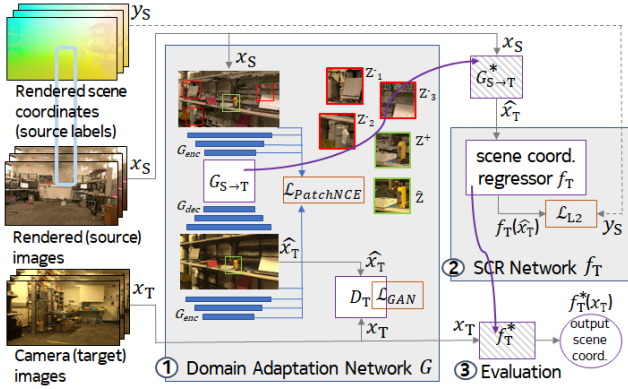 y_S
Rendered scene
coordinates
(source labels)
x_S
Rendered (source)
images
x_T
Camera (target)
images
x_S
G_enc
G_S→T
G_dec
G_enc
L_PatchNCE
Z⁻₁
Z⁻₂
Z⁻₃
Z⁺
Ẑ
x̂_T
x̂_T
D_T
L_GAN
x_T
① Domain Adaptation Network G
x_S
G*_S→T
x̂_T
scene coord.
regressor f_T
f_T(x̂_T)
L_L2
y_S
② SCR Network f_T
x_T
f*_T
f*_T(x_T)
output
scene
coord.
③ Evaluation